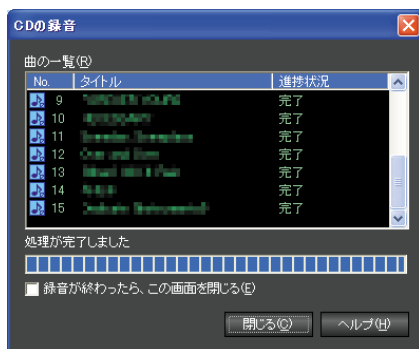 CDの録音
曲の一覧(R)
No. タイトル 進捗状況
9 完了
10 完了
11 完了
12 完了
13 完了
14 完了
15 完了
処理が完了しました
録音が終わったら、この画面を閉じる(E)
閉じる(C) ヘルプ(H)